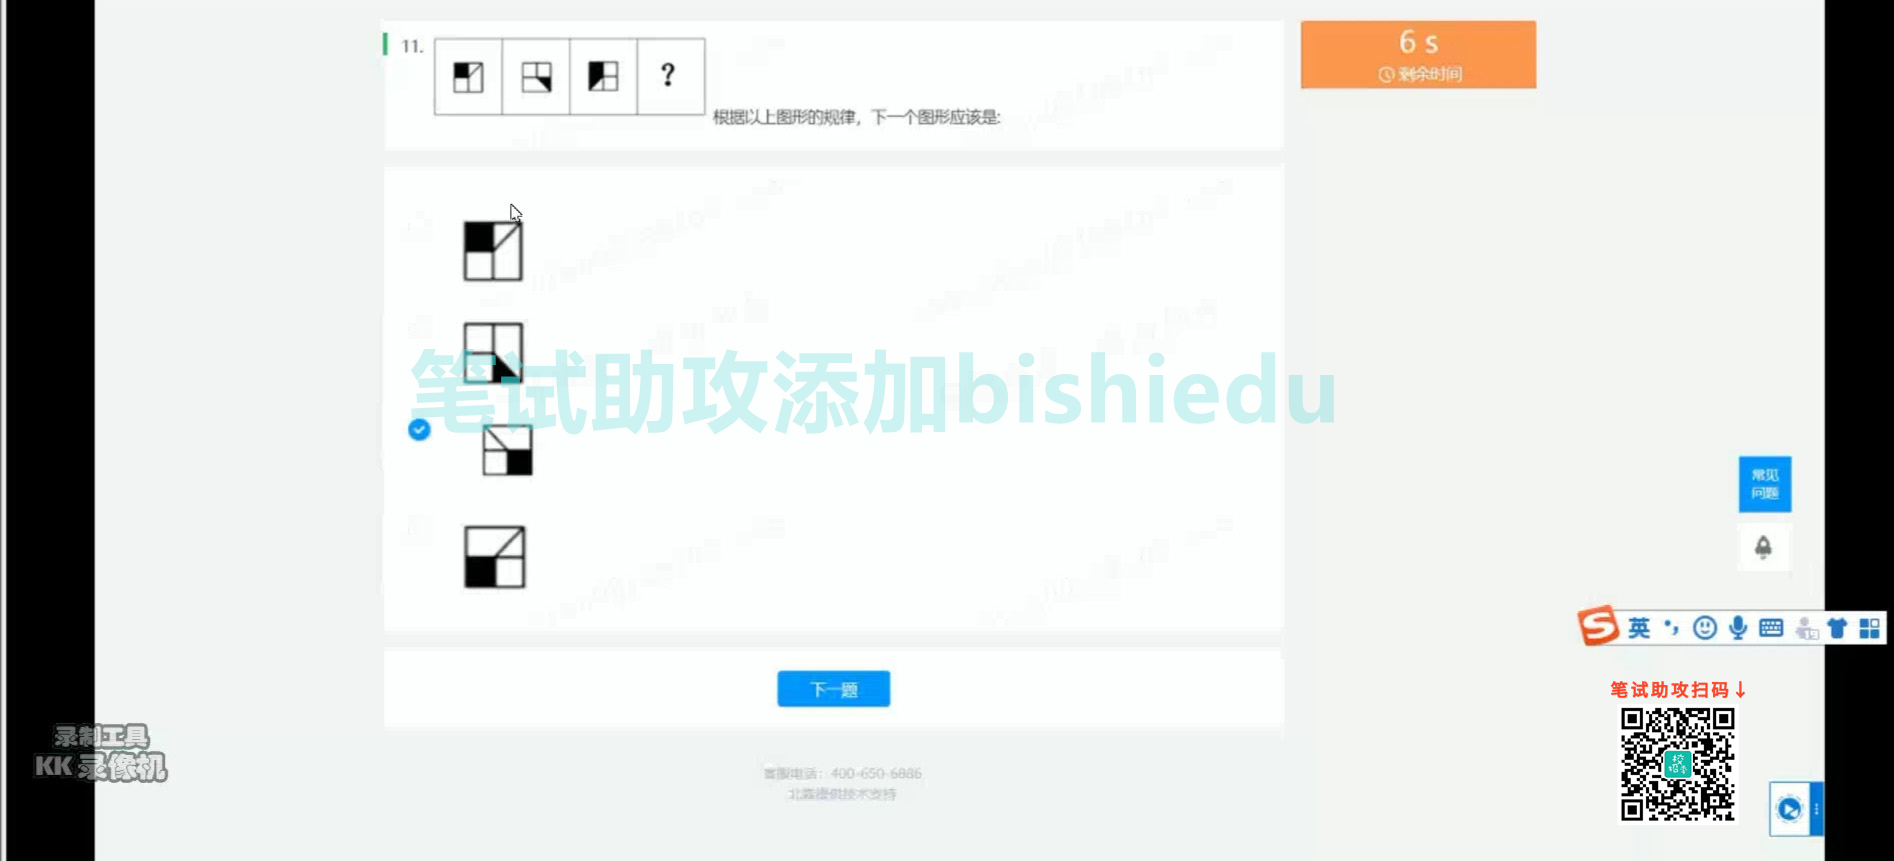 11.
?
根据以上图形的规律，下一个图形应该是:
6 s
剩余时间
笔试助攻添加bishiedu
常见
问题
英
下一题
笔试助攻扫码↓
录制工具
KK 录像机
客服电话：400-650-6886
北森提供技术支持